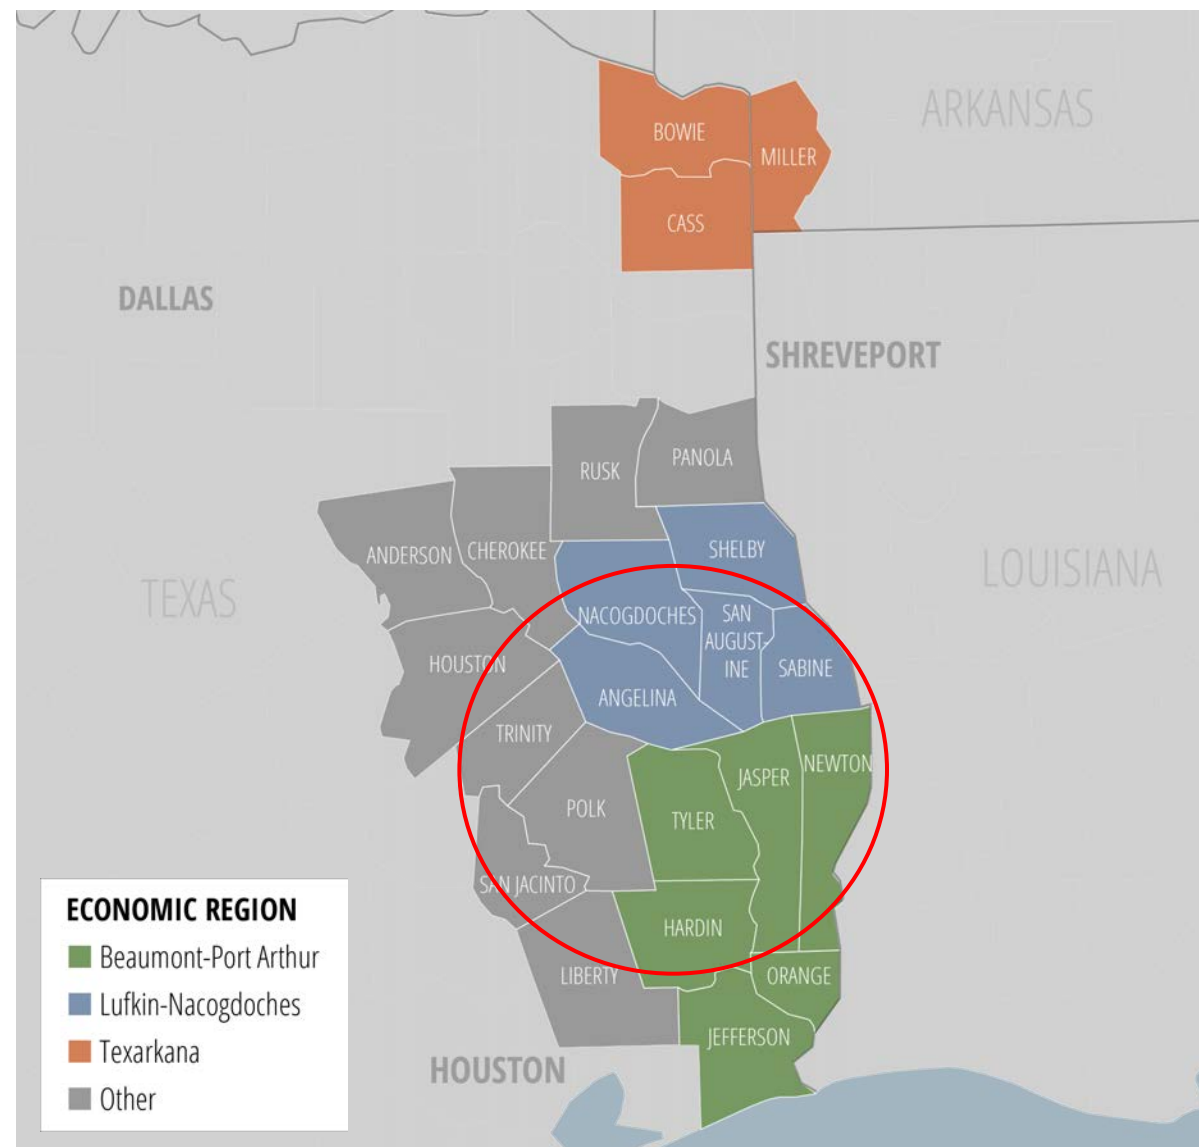 ARKANSAS
BOWIE
MILLER
CASS
DALLAS
SHREVEPORT
RUSK
PANOLA
ANDERSON
CHEROKEE
SHELBY
TEXAS
LOUISIANA
NACOGDOCHES
SAN
AUGUST-
INE
SABINE
HOUSTON
ANGELINA
TRINITY
JASPER
NEWTON
POLK
TYLER
SAN JACINTO
HARDIN
LIBERTY
ORANGE
JEFFERSON
HOUSTON
ECONOMIC REGION
Beaumont-Port Arthur
Lufkin-Nacogdoches
Texarkana
Other